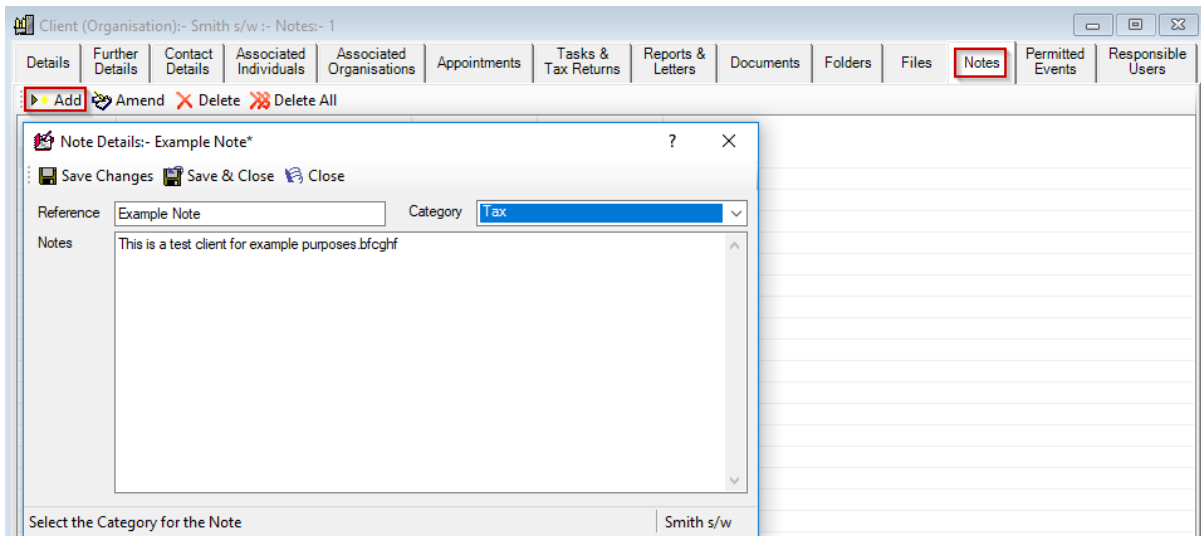 Client (Organisation):- Smith s/w :- Notes:- 1
Details Further Details Contact Details Associated Individuals Associated Organisations Appointments Tasks & Tax Returns Reports & Letters Documents Folders Files Notes Permitted Events Responsible Users
Add Amend Delete Delete All
Note Details:- Example Note* ?
Save Changes Save & Close Close
Reference Example Note Category Tax
Notes This is a test client for example purposes.bfcghf
Select the Category for the Note Smith s/w